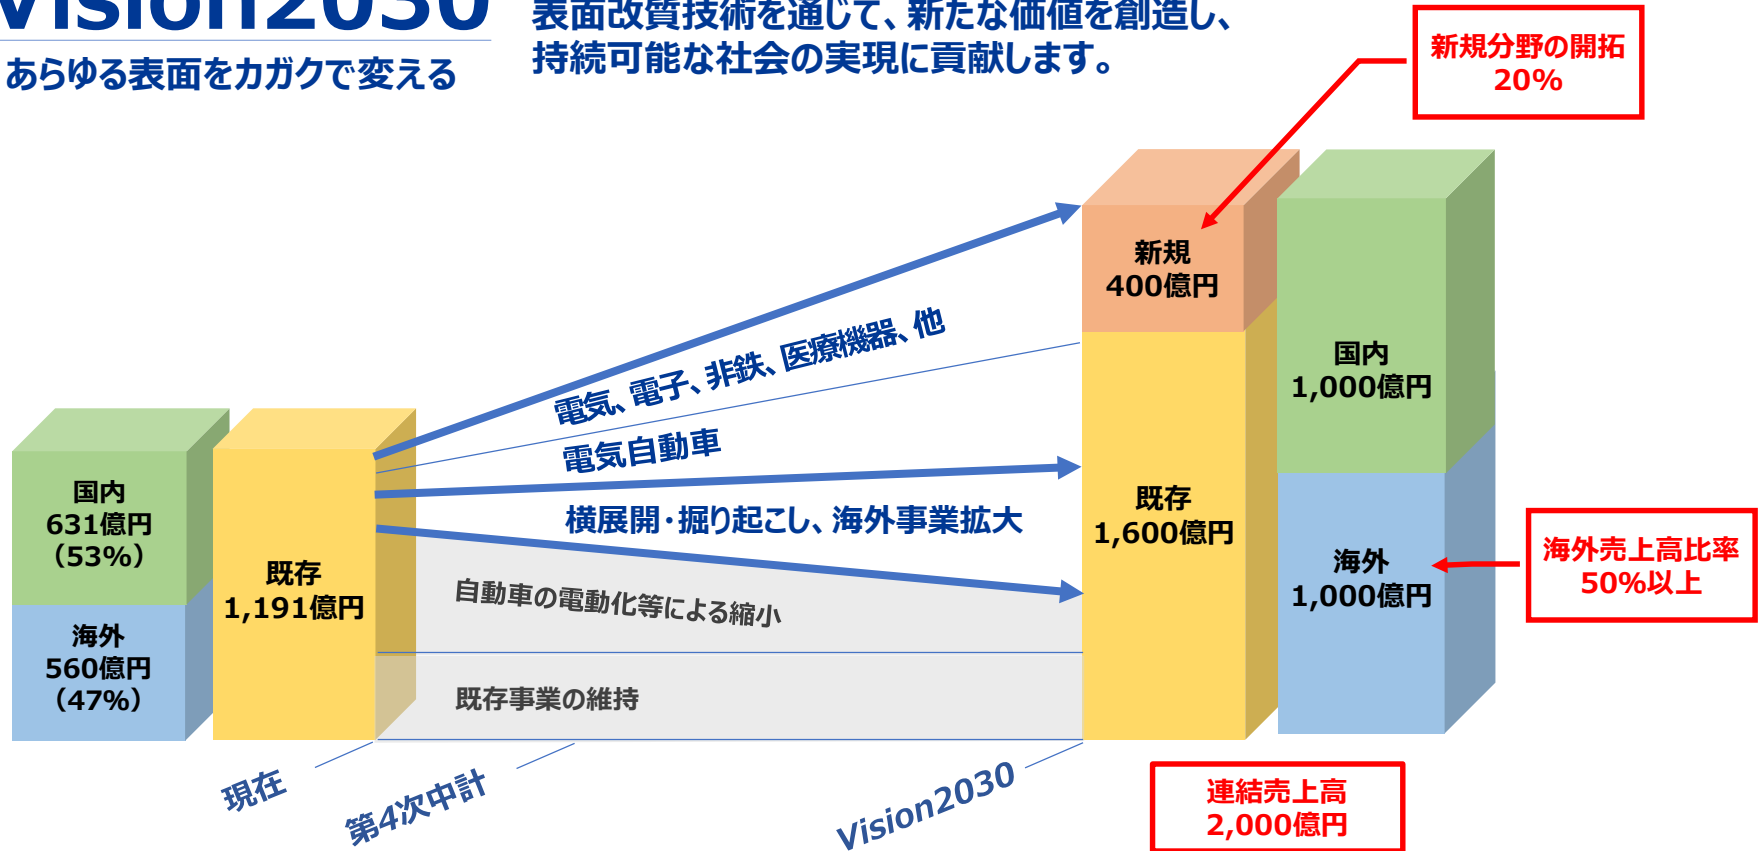 Vision2030
あらゆる表面をカガクで変える
表面改質技術を通じて、新たな価値を創造し、
持続可能な社会の実現に貢献します。
新規分野の開拓
20%
新規
400億円
国内
1,000億円
電気、電子、非鉄、医療機器、他
電気自動車
横展開・掘り起こし、海外事業拡大
自動車の電動化等による縮小
既存事業の維持
国内
631億円
（53%）
海外
560億円
（47%）
既存
1,191億円
既存
1,600億円
海外
1,000億円
海外売上高比率
50%以上
現在
第4次中計
Vision2030
連結売上高
2,000億円